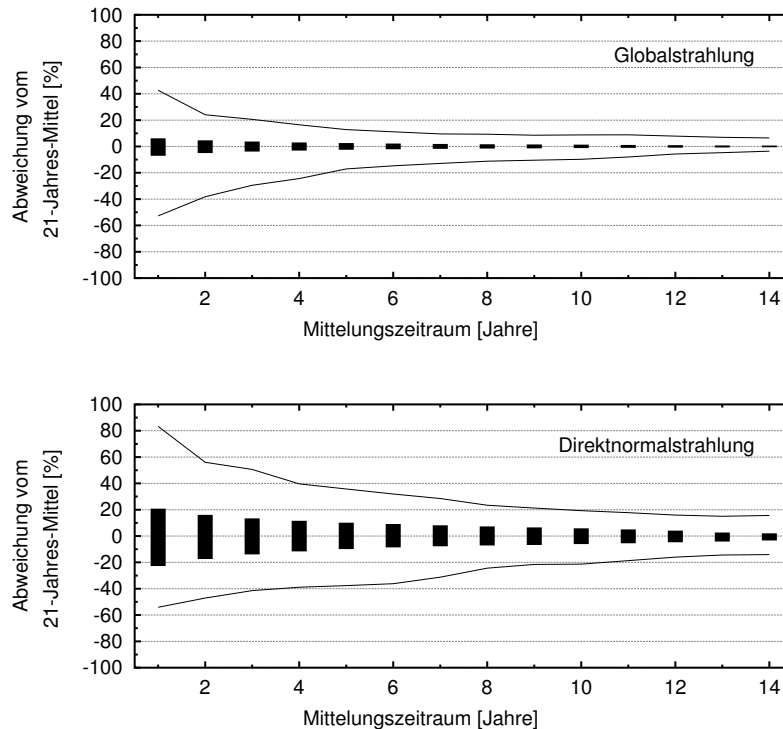 100
80
60
40
20
0
-20
-40
-60
-80
-100
Abweichung vom
21-Jahres-Mittel [%]
Globalstrahlung
2 4 6 8 10 12 14
Mittelungszeitraum [Jahre]
100
80
60
40
20
0
-20
-40
-60
-80
-100
Abweichung vom
21-Jahres-Mittel [%]
Direktnormalstrahlung
2 4 6 8 10 12 14
Mittelungszeitraum [Jahre]